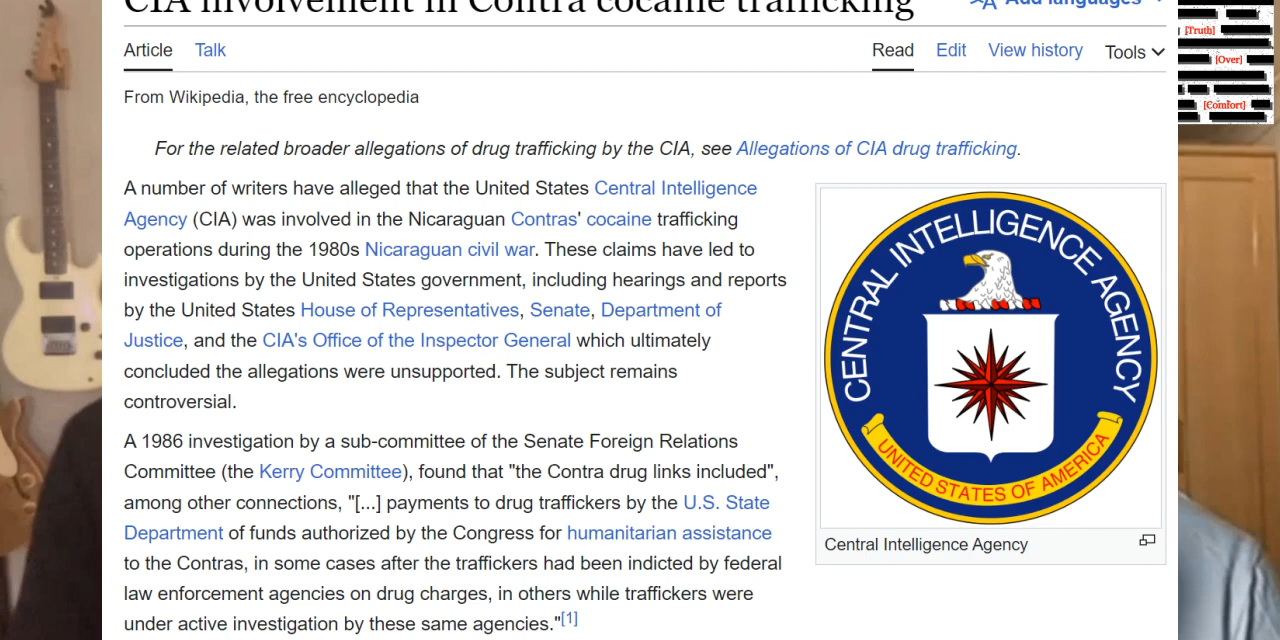 CIA involvement in Contra cocaine trafficking
Add languages
Article Talk Read Edit View history Tools
[Truth]
[Over]
[Comfort]
From Wikipedia, the free encyclopedia
For the related broader allegations of drug trafficking by the CIA, see Allegations of CIA drug trafficking.
A number of writers have alleged that the United States Central Intelligence
Agency (CIA) was involved in the Nicaraguan Contras' cocaine trafficking
operations during the 1980s Nicaraguan civil war. These claims have led to
investigations by the United States government, including hearings and reports
by the United States House of Representatives, Senate, Department of
Justice, and the CIA's Office of the Inspector General which ultimately
concluded the allegations were unsupported. The subject remains
controversial.
A 1986 investigation by a sub-committee of the Senate Foreign Relations
Committee (the Kerry Committee), found that "the Contra drug links included",
among other connections, "[...] payments to drug traffickers by the U.S. State
Department of funds authorized by the Congress for humanitarian assistance
to the Contras, in some cases after the traffickers had been indicted by federal
law enforcement agencies on drug charges, in others while traffickers were
under active investigation by these same agencies."[1]
CENTRAL INTELLIGENCE AGENCY
UNITED STATES OF AMERICA
Central Intelligence Agency